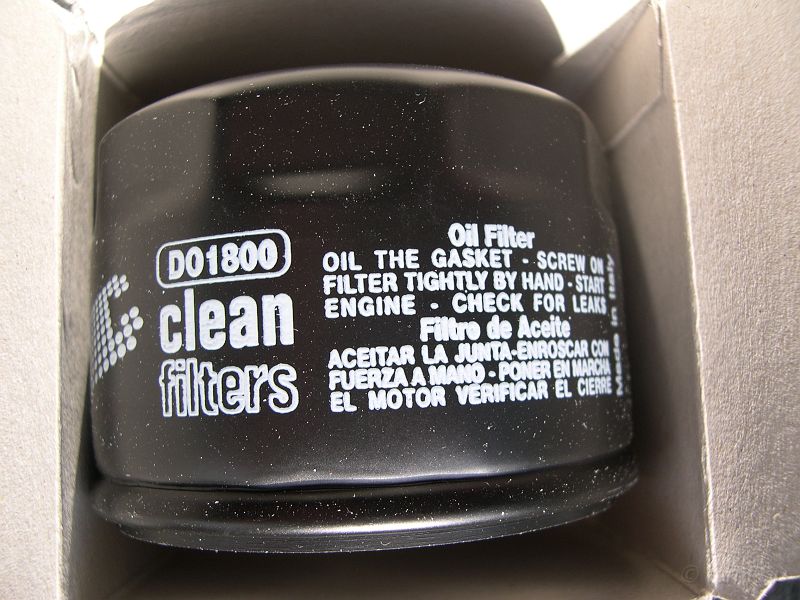 DO1800
clean
filters
Oil Filter
OIL THE GASKET - SCREW ON
FILTER TIGHTLY BY HAND - START
ENGINE - CHECK FOR LEAKS
Filtro de Aceite
ACEITAR LA JUNTA-ENROSCAR CON
FUERZA A MANO - PONER EN MARCHA
EL MOTOR VERIFICAR EL CIERRE
Made in Italy